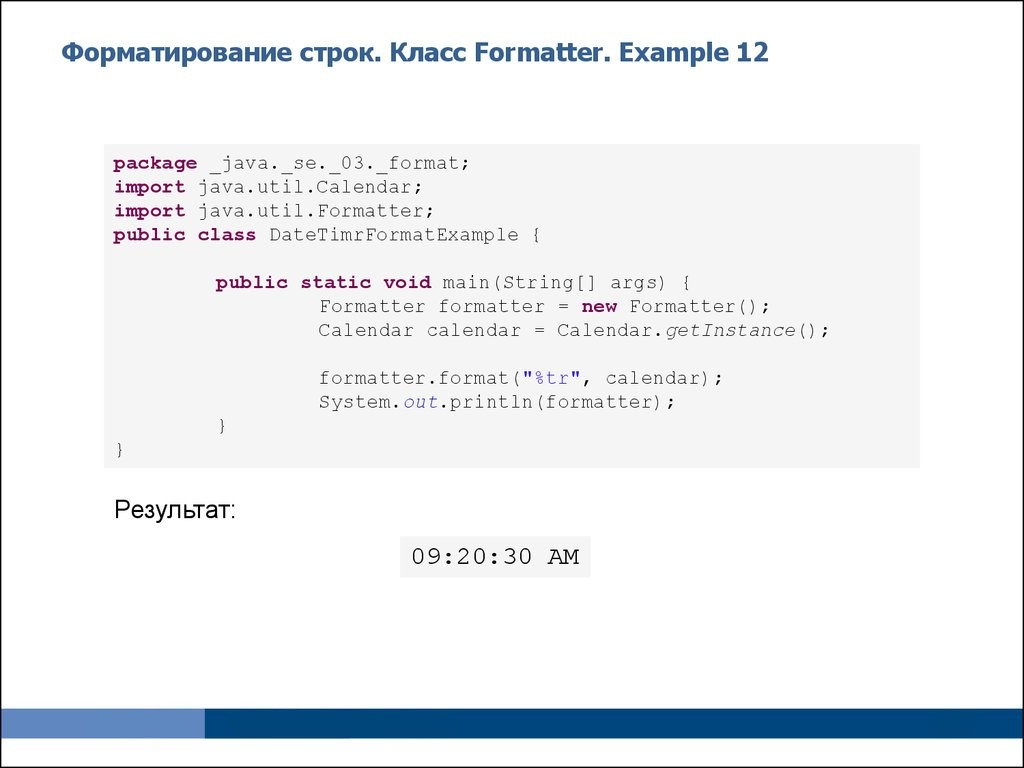 Форматирование строк. Класс Formatter. Example 12
package _java._se._03._format;
import java.util.Calendar;
import java.util.Formatter;
public class DateTimrFormatExample {
public static void main(String[] args) {
Formatter formatter = new Formatter();
Calendar calendar = Calendar.getInstance();
formatter.format("%tr", calendar);
System.out.println(formatter);
}
}
Результат:
09:20:30 AM